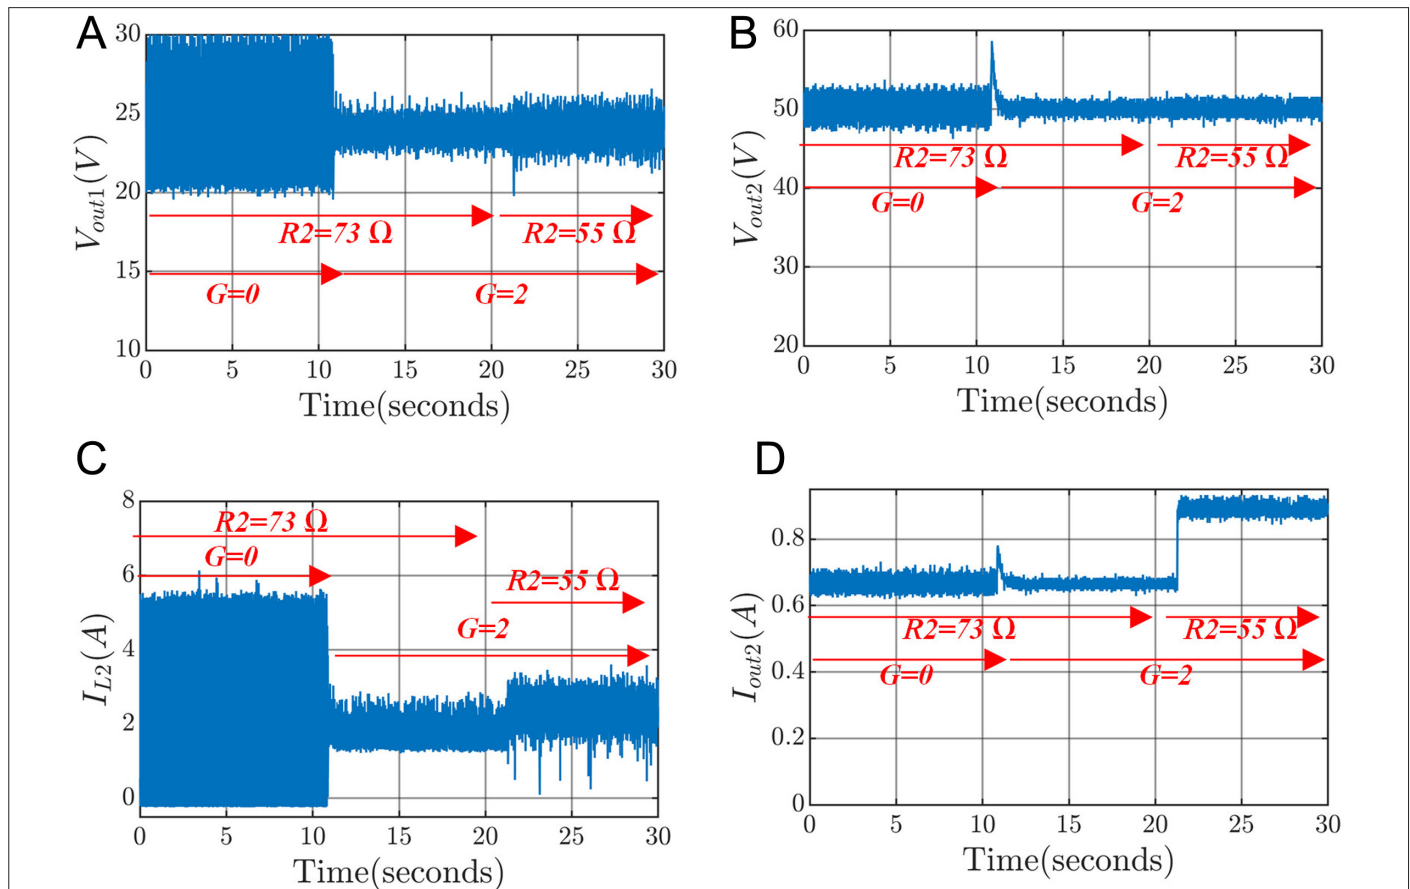 A
30
25
20
15
10
0 5 10 15 20 25 30
Vout1(V)
Time(seconds)
R2=73 Ω
R2=55 Ω
G=0
G=2
B
60
50
40
30
20
0 5 10 15 20 25 30
Vout2(V)
Time(seconds)
R2=73 Ω
R2=55 Ω
G=0
G=2
C
8
6
4
2
0
0 5 10 15 20 25 30
IL2(A)
Time(seconds)
R2=73 Ω
G=0
R2=55 Ω
G=2
D
0.8
0.6
0.4
0.2
0
0 5 10 15 20 25 30
Iout2(A)
Time(seconds)
R2=73 Ω
R2=55 Ω
G=0
G=2